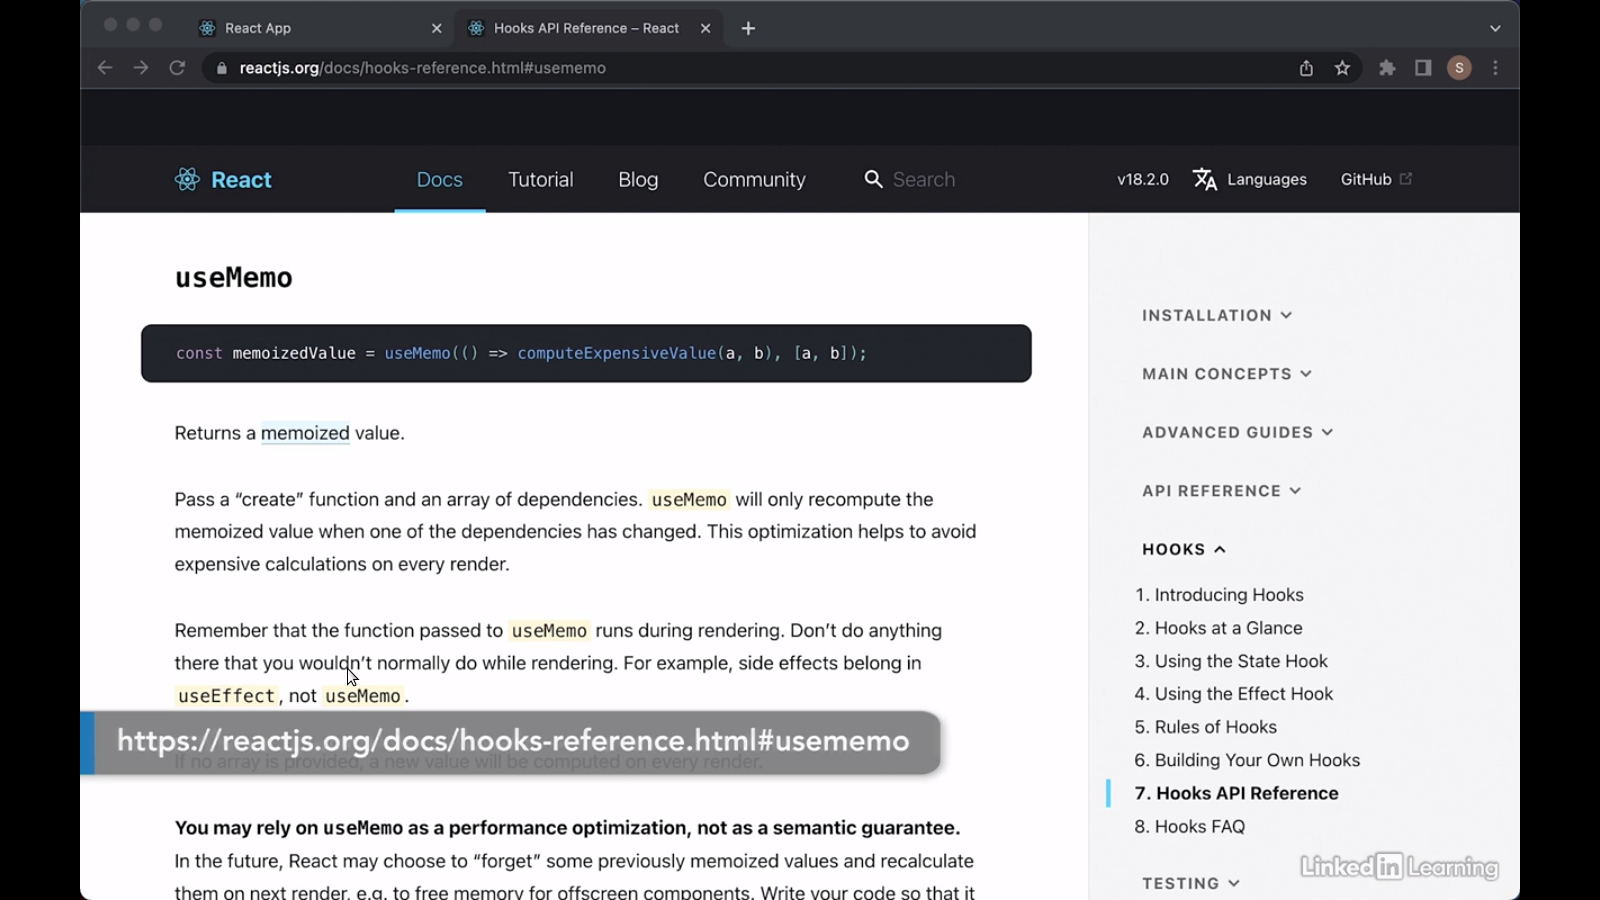 React App
Hooks API Reference – React
reactjs.org/docs/hooks-reference.html#usememo
S
React
Docs
Tutorial
Blog
Community
Search
v18.2.0
Languages
GitHub
useMemo
const memoizedValue = useMemo(() => computeExpensiveValue(a, b), [a, b]);
Returns a memoized value.
Pass a “create” function and an array of dependencies. useMemo will only recompute the
memoized value when one of the dependencies has changed. This optimization helps to avoid
expensive calculations on every render.
Remember that the function passed to useMemo runs during rendering. Don’t do anything
there that you wouldn’t normally do while rendering. For example, side effects belong in
useEffect, not useMemo.
https://reactjs.org/docs/hooks-reference.html#usememo
If no array is provided, a new value will be computed on every render.
You may rely on useMemo as a performance optimization, not as a semantic guarantee.
In the future, React may choose to “forget” some previously memoized values and recalculate
them on next render, e.g. to free memory for offscreen components. Write your code so that it
INSTALLATION
MAIN CONCEPTS
ADVANCED GUIDES
API REFERENCE
HOOKS
1. Introducing Hooks
2. Hooks at a Glance
3. Using the State Hook
4. Using the Effect Hook
5. Rules of Hooks
6. Building Your Own Hooks
7. Hooks API Reference
8. Hooks FAQ
TESTING
LinkedIn Learning